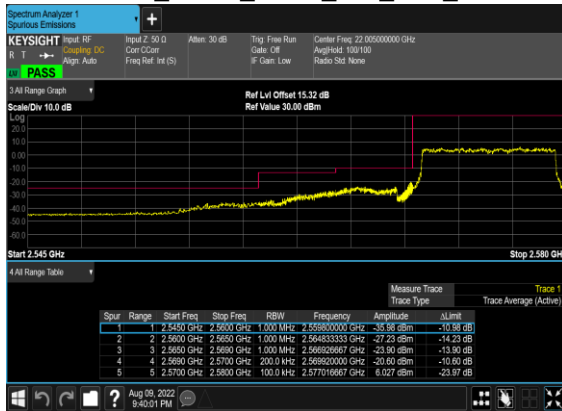 Spectrum Analyzer 1
Spurious Emissions
+
KEYSIGHT Input: RF Input Z: 50 Ω Atten: 30 dB Trig: Free Run Center Freq: 22.005000000 GHz
R T Coupling: DC Corr CCorr Gate: Off Avg|Hold: 100/100
Align: Auto Freq Ref: Int (S) IF Gain: Low Radio Std: None
LXI PASS
3 All Range Graph
Ref Lvl Offset 15.32 dB
Scale/Div 10.0 dB Ref Value 30.00 dBm
Log
20.0
10.0
0.00
-10.0
-20.0
-30.0
-40.0
-50.0
-60.0
Start 2.545 GHz Stop 2.580 GHz
4 All Range Table
Measure Trace Trace 1
Trace Type Trace Average (Active)
Spur Range Start Freq Stop Freq RBW Frequency Amplitude ΔLimit
1 1 2.5450 GHz 2.5600 GHz 1.000 MHz 2.559800000 GHz -35.98 dBm -10.98 dB
2 2 2.5600 GHz 2.5650 GHz 1.000 MHz 2.564833333 GHz -27.23 dBm -14.23 dB
3 3 2.5650 GHz 2.5690 GHz 1.000 MHz 2.566926667 GHz -23.90 dBm -13.90 dB
4 4 2.5690 GHz 2.5700 GHz 200.0 kHz 2.569920000 GHz -20.60 dBm -10.60 dB
5 5 2.5700 GHz 2.5800 GHz 100.0 kHz 2.577016667 GHz 6.027 dBm -23.97 dB
? Aug 09, 2022
9:40:01 PM